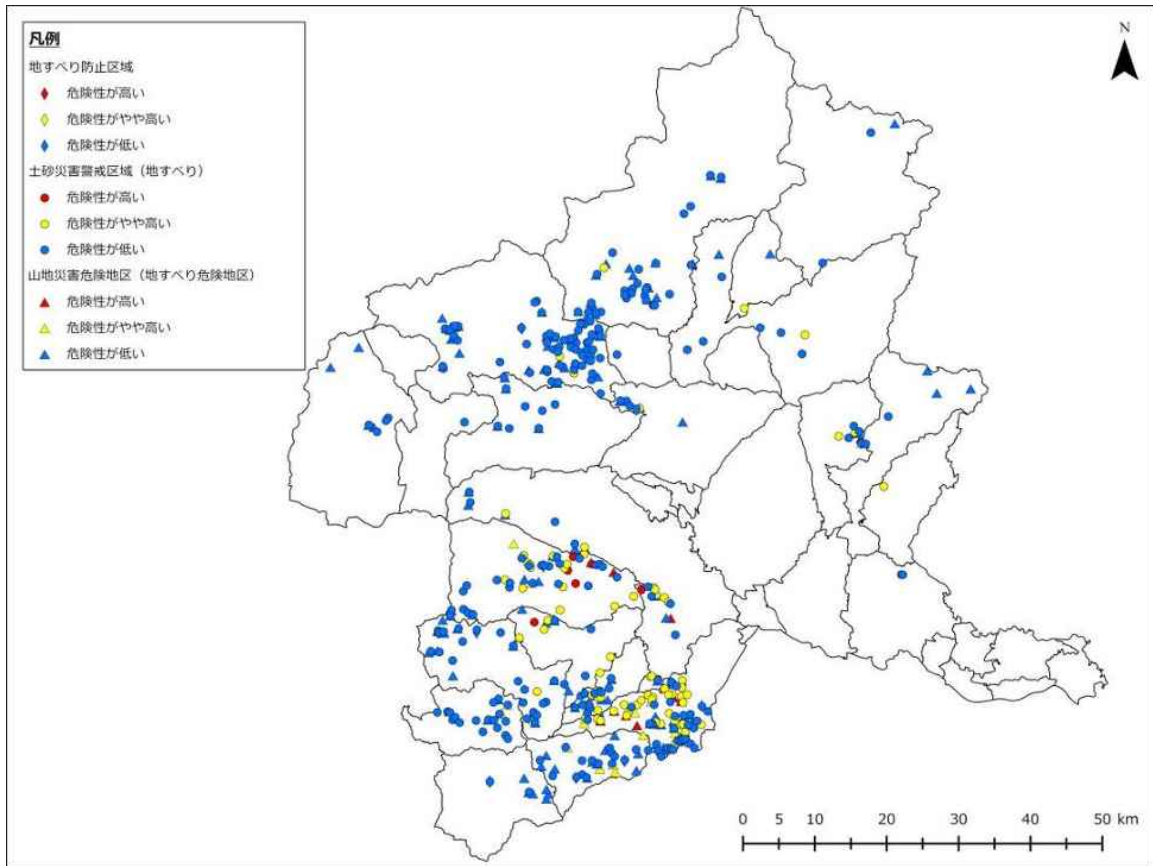 凡例
地すべり防止区域
危険性が高い
危険性がやや高い
危険性が低い
土砂災害警戒区域（地すべり）
危険性が高い
危険性がやや高い
危険性が低い
山地災害危険地区（地すべり危険地区）
危険性が高い
危険性がやや高い
危険性が低い
N
0 5 10 20 30 40 50 km